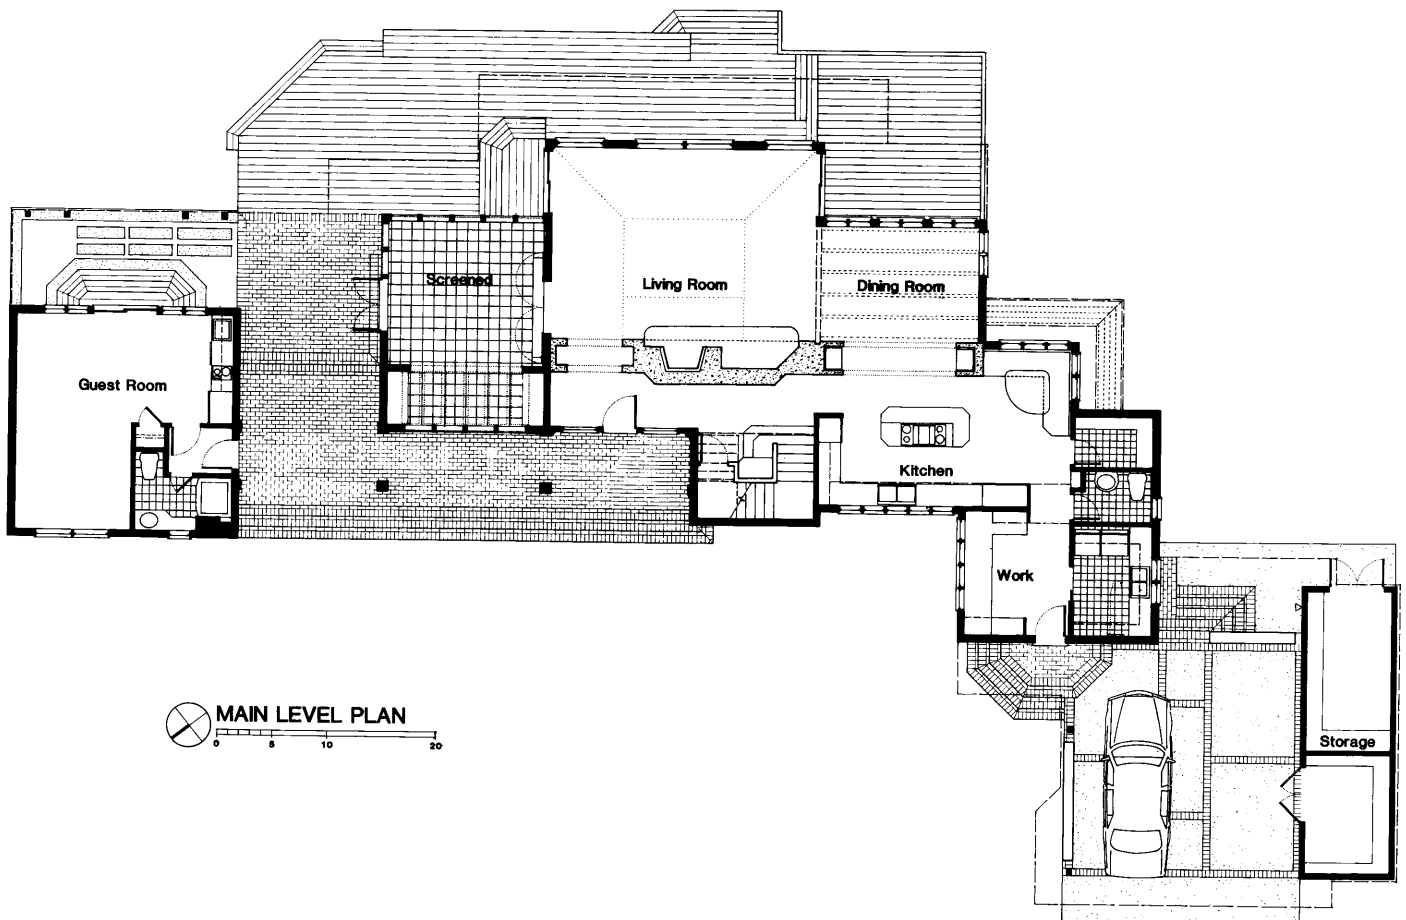 Screened
Living Room
Dining Room
Guest Room
Kitchen
Work
MAIN LEVEL PLAN
0 5 10 20
Storage